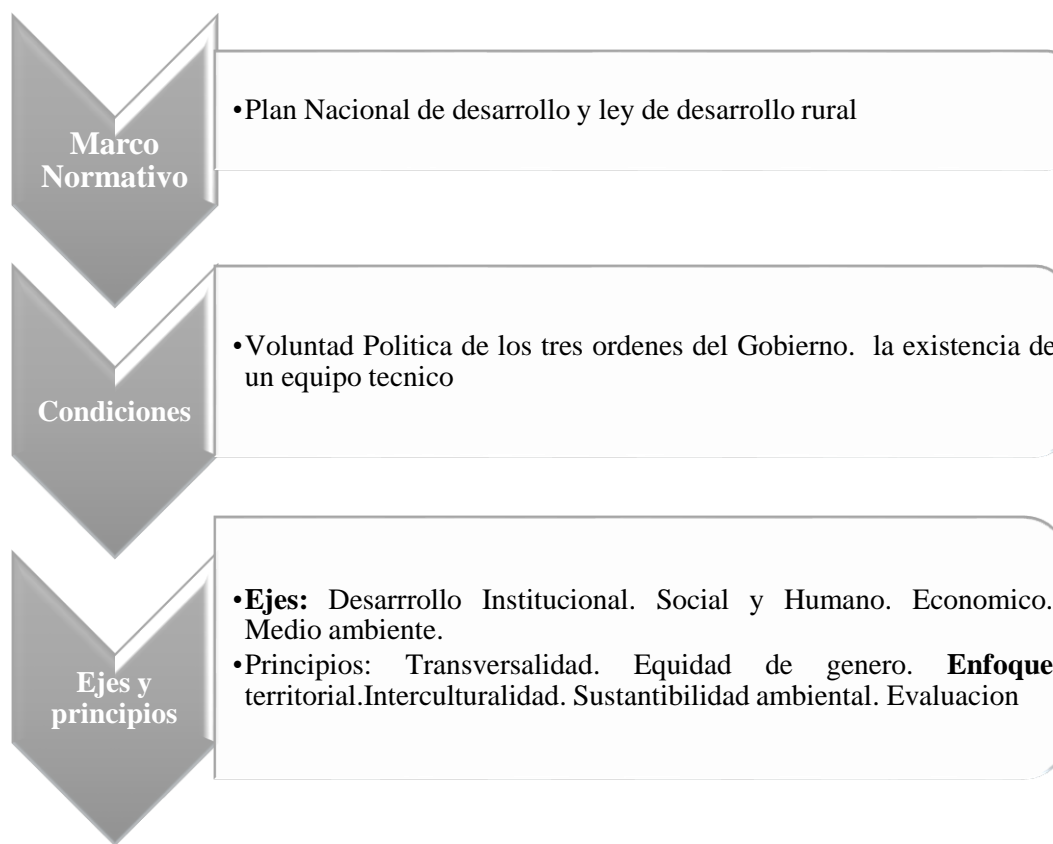 Marco
Normativo
•Plan Nacional de desarrollo y ley de desarrollo rural
Condiciones
•Voluntad Politica de los tres ordenes del Gobierno. la existencia de
un equipo tecnico
Ejes y
principios
•Ejes: Desarrrollo Institucional. Social y Humano. Economico.
Medio ambiente.
•Principios: Transversalidad. Equidad de genero. Enfoque
territorial.Interculturalidad. Sustantibilidad ambiental. Evaluacion